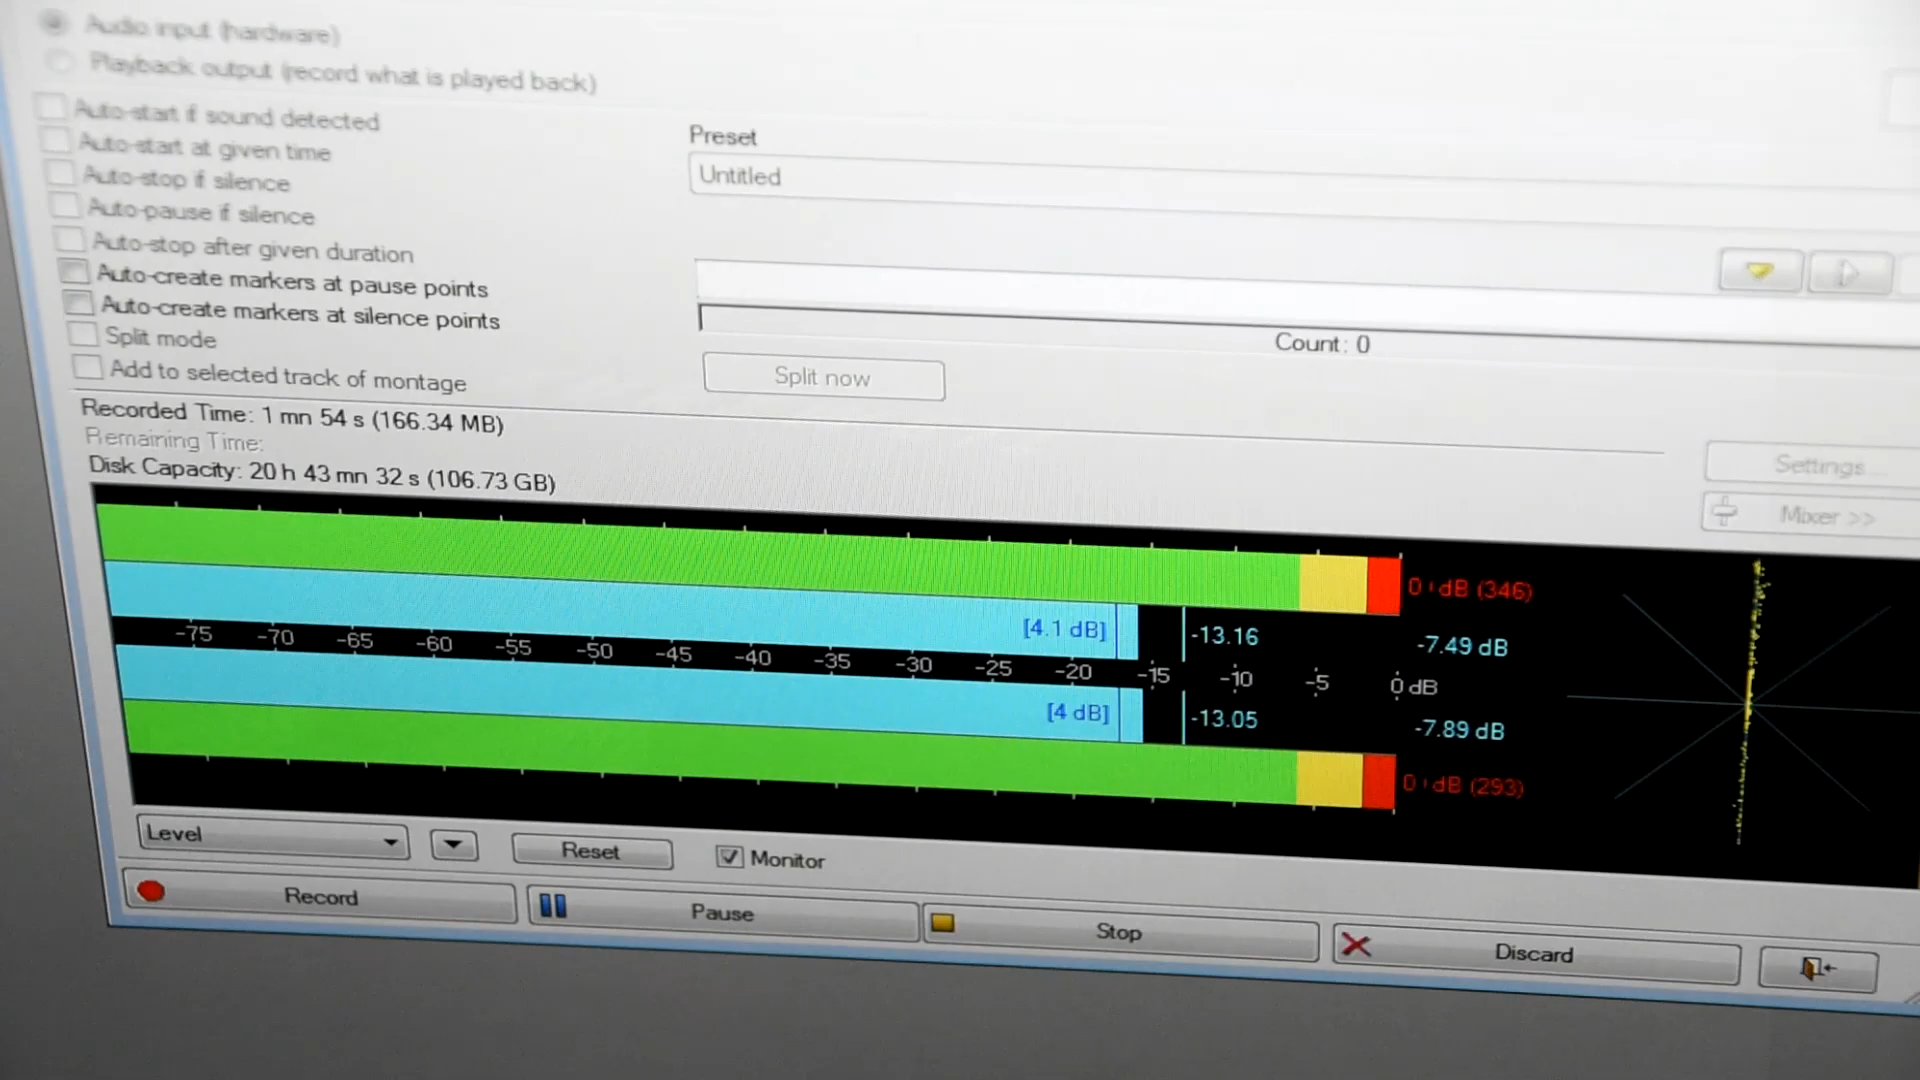 Audio input (hardware)
Playback output (record what is played back)
Auto-start if sound detected
Auto-start at given time
Auto-stop if silence
Auto-pause if silence
Auto-stop after given duration
Auto-create markers at pause points
Auto-create markers at silence points
Split mode
Add to selected track of montage
Preset
Untitled
Count: 0
Split now
Recorded Time: 1 mn 54 s (166.34 MB)
Remaining Time:
Disk Capacity: 20 h 43 mn 32 s (106.73 GB)
Settings...
Mixer >>
0 dB (346)
[4.1 dB] -13.16 -7.49 dB
-75 -70 -65 -60 -55 -50 -45 -40 -35 -30 -25 -20 -15 -10 -5 0 dB
[4 dB] -13.05 -7.89 dB
0 dB (293)
Level
Reset
Monitor
Record
Pause
Stop
Discard